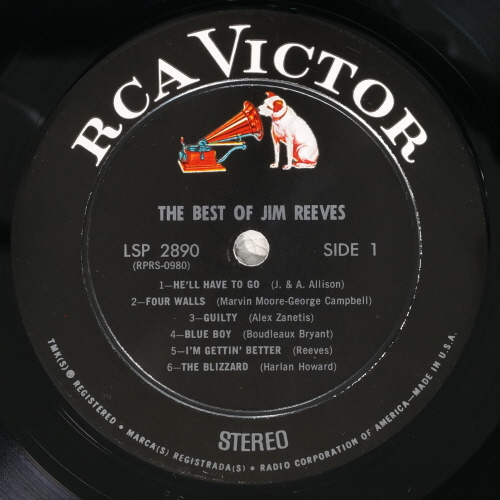 RCA VICTOR
THE BEST OF JIM REEVES
LSP 2890
(RPRS-0980)
SIDE 1
1—HE'LL HAVE TO GO (J. & A. Allison)
2—FOUR WALLS (Marvin Moore-George Campbell)
3—GUILTY (Alex Zanetis)
4—BLUE BOY (Boudleaux Bryant)
5—I'M GETTIN' BETTER (Reeves)
6—THE BLIZZARD (Harlan Howard)
STEREO
TMK(S) ® REGISTERED • MARCA(S) REGISTRADA(S) • RADIO CORPORATION OF AMERICA—MADE IN U.S.A.